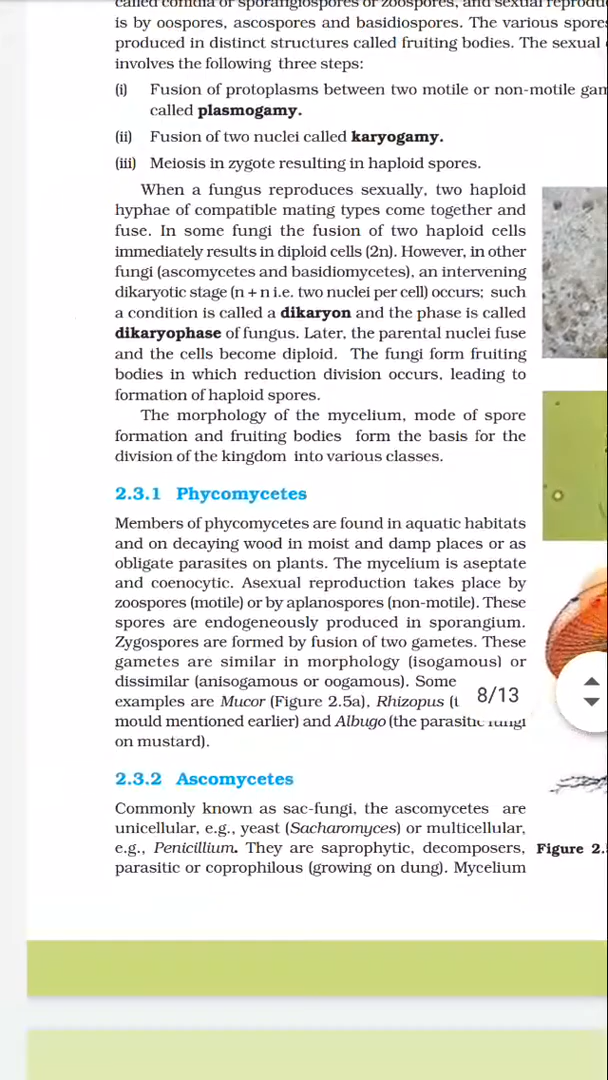 called conidia or sporangiospores or zoospores, and sexual reprodu
is by oospores, ascospores and basidiospores. The various spore
produced in distinct structures called fruiting bodies. The sexual
involves the following three steps:
(i) Fusion of protoplasms between two motile or non-motile gam
called plasmogamy.
(ii) Fusion of two nuclei called karyogamy.
(iii) Meiosis in zygote resulting in haploid spores.
When a fungus reproduces sexually, two haploid
hyphae of compatible mating types come together and
fuse. In some fungi the fusion of two haploid cells
immediately results in diploid cells (2n). However, in other
fungi (ascomycetes and basidiomycetes), an intervening
dikaryotic stage (n + n i.e. two nuclei per cell) occurs; such
a condition is called a dikaryon and the phase is called
dikaryophase of fungus. Later, the parental nuclei fuse
and the cells become diploid. The fungi form fruiting
bodies in which reduction division occurs, leading to
formation of haploid spores.
The morphology of the mycelium, mode of spore
formation and fruiting bodies form the basis for the
division of the kingdom into various classes.
2.3.1 Phycomycetes
Members of phycomycetes are found in aquatic habitats
and on decaying wood in moist and damp places or as
obligate parasites on plants. The mycelium is aseptate
and coenocytic. Asexual reproduction takes place by
zoospores (motile) or by aplanospores (non-motile). These
spores are endogeneously produced in sporangium.
Zygospores are formed by fusion of two gametes. These
gametes are similar in morphology (isogamous) or
dissimilar (anisogamous or oogamous). Some
examples are Mucor (Figure 2.5a), Rhizopus (t
8/13
mould mentioned earlier) and Albugo (the parasitic fungi
on mustard).
2.3.2 Ascomycetes
Commonly known as sac-fungi, the ascomycetes are
unicellular, e.g., yeast (Sacharomyces) or multicellular,
e.g., Penicillium. They are saprophytic, decomposers,
parasitic or coprophilous (growing on dung). Mycelium
Figure 2.